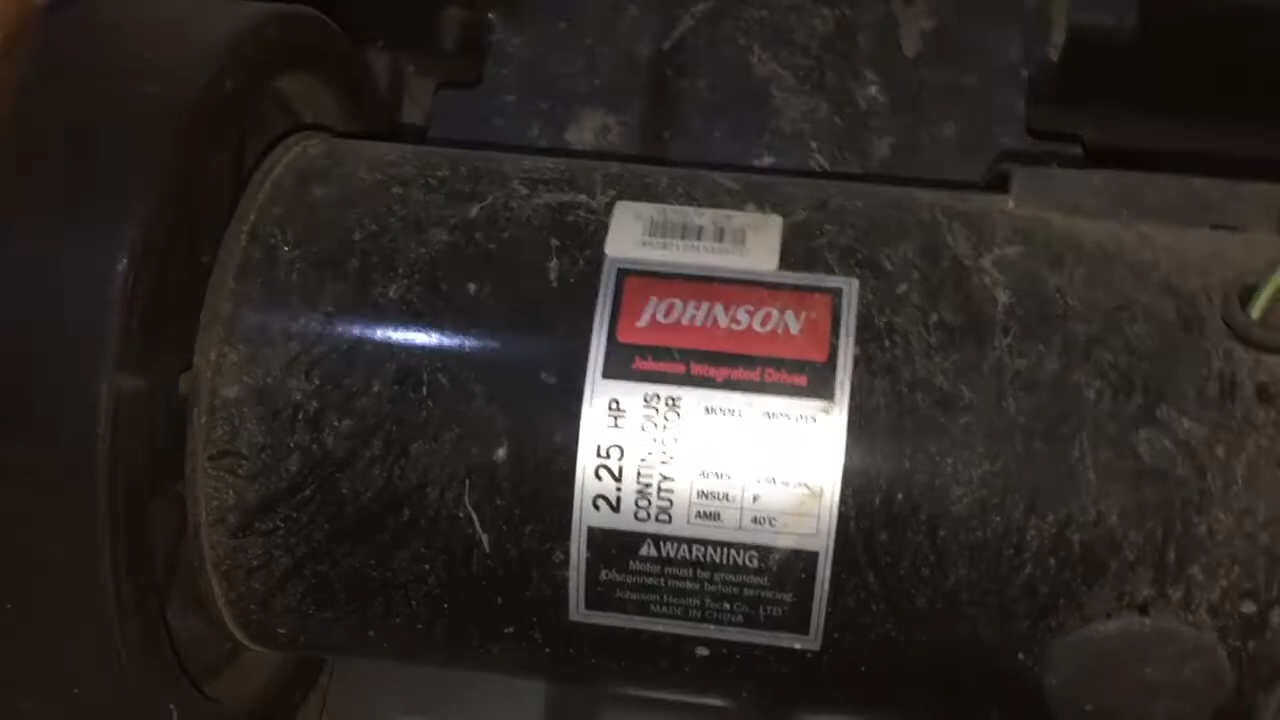 JOHNSON
Johnson Integrated Drives
2.25 HP
CONTINUOUS
DUTY MOTOR
MODEL
INSUL: F
AMB. 40°C
⚠WARNING
Motor must be grounded.
Disconnect motor before servicing.
Johnson Health Tech Co., LTD
MADE IN CHINA